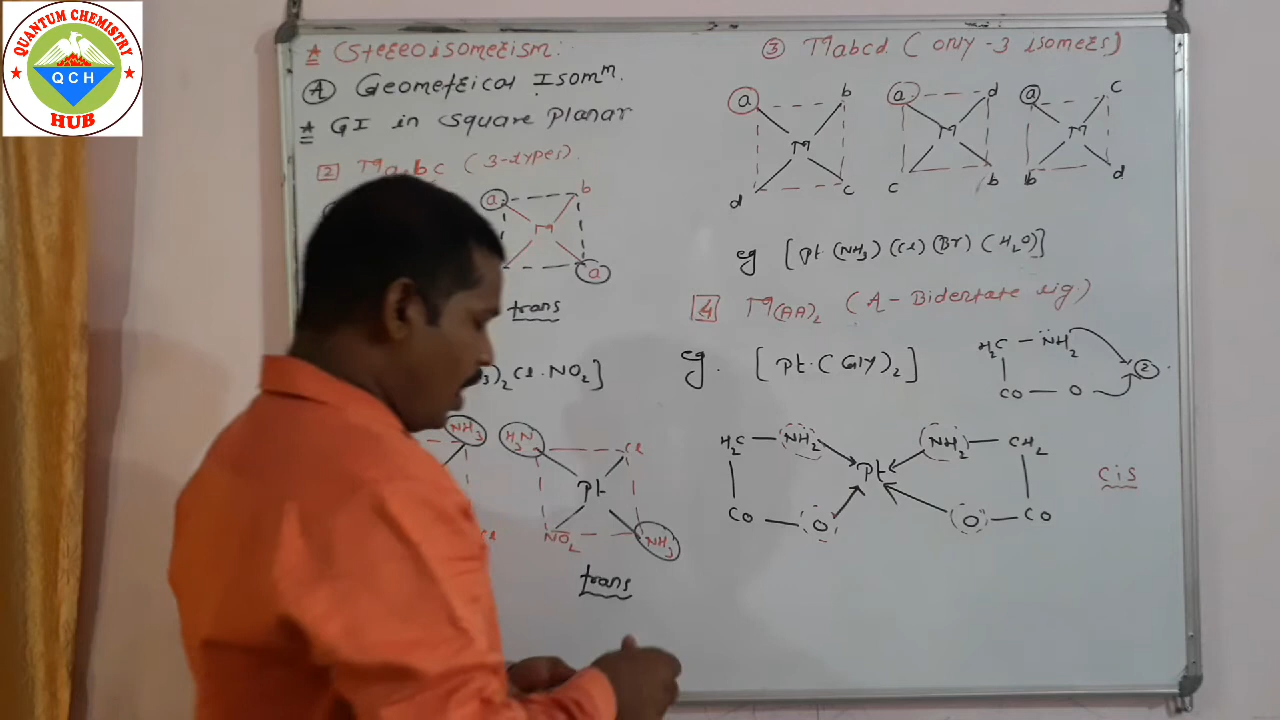 QUANTUM CHEMISTRY
QCH
HUB
* Stereoisomerism:
(A) Geometrical Isomm.
* GI in Square Planar
[2] Ma2bc (3-types).
a b
M
a
trans
3)2 Cl·NO2]
NH3 H3N Cl
Pt
Cl NO2 NH3
trans
③ Mabcd (only -3 isomers)
a b a d a c
M M M
d c c b b d
eg [Pt(NH3)(Cl)(Br)(H2O)]
[4] M(AA)2 (A- Bidentate lig.)
eg. [Pt·(Gly)2]
H2C – NH2
CO – O
②
H2C – NH2 Pt NH2 – CH2
CO – O O – CO
cis